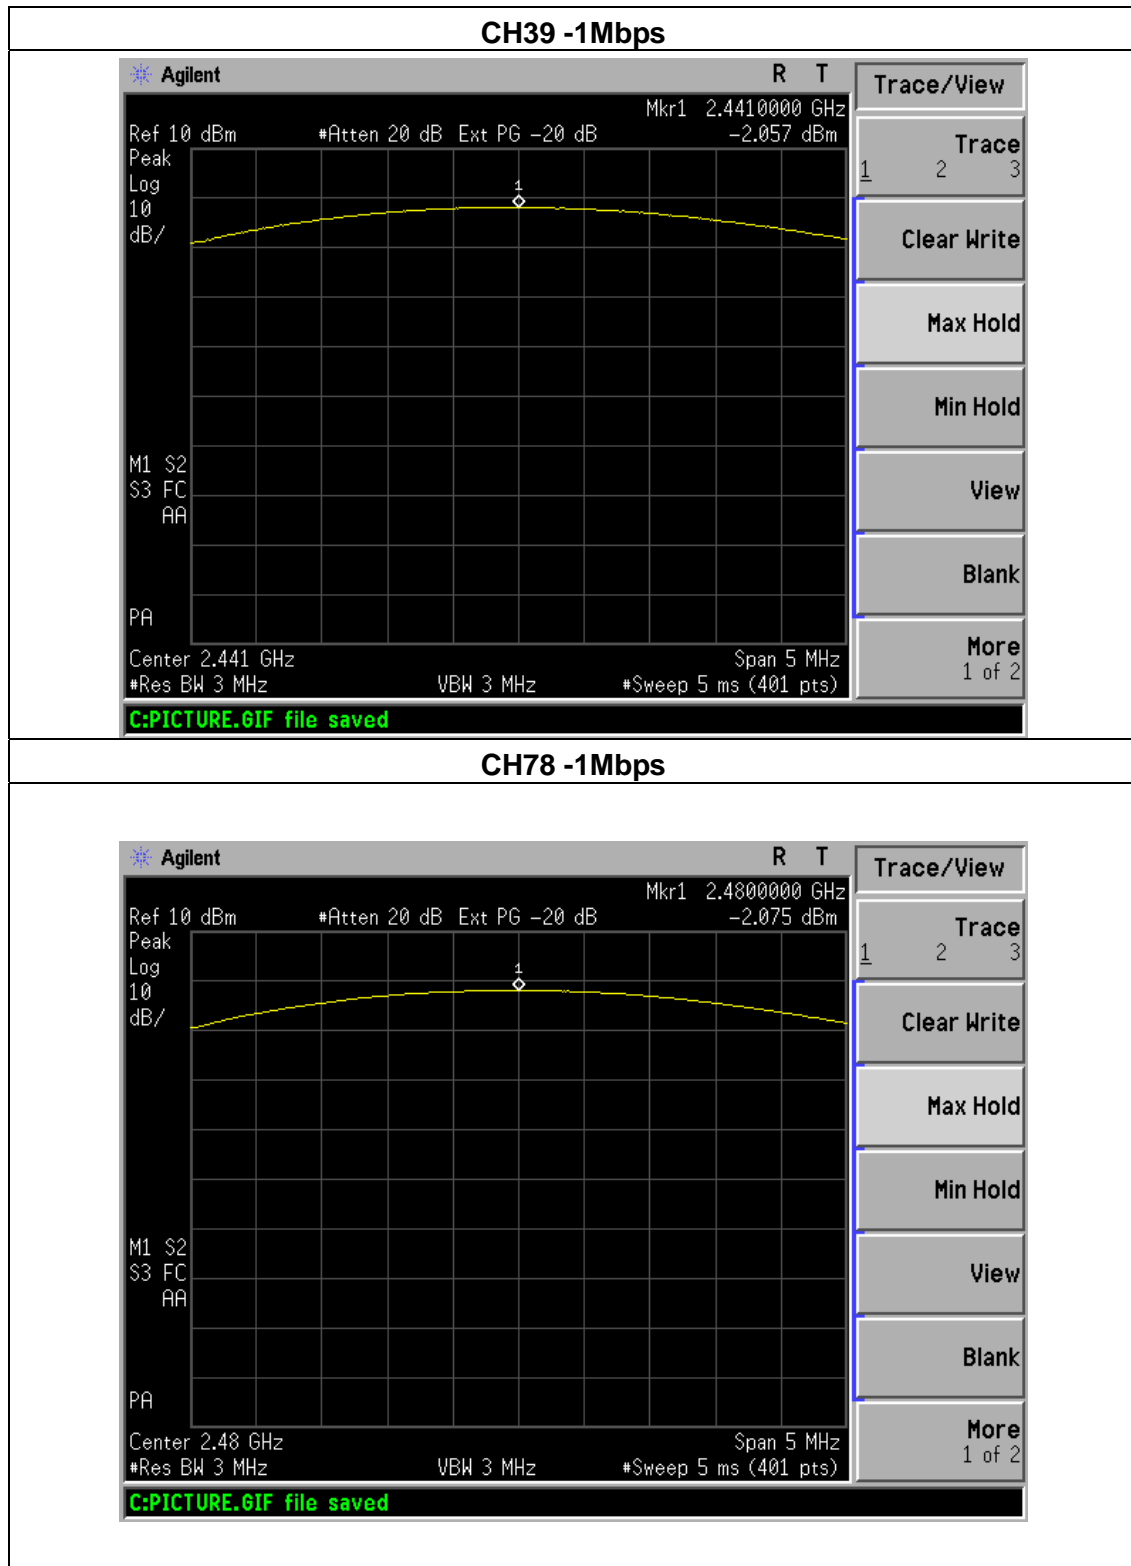 CH39 -1Mbps
Agilent R T
Trace/View
Mkr1 2.4410000 GHz
Ref 10 dBm #Atten 20 dB Ext PG -20 dB -2.057 dBm
Peak
Log
10
dB/
1
Trace
1 2 3
Clear Write
Max Hold
Min Hold
M1 S2
S3 FC
AA
View
Blank
PA
More
1 of 2
Center 2.441 GHz Span 5 MHz
#Res BW 3 MHz VBW 3 MHz #Sweep 5 ms (401 pts)
C:PICTURE.GIF file saved
CH78 -1Mbps
Agilent R T
Trace/View
Mkr1 2.4800000 GHz
Ref 10 dBm #Atten 20 dB Ext PG -20 dB -2.075 dBm
Peak
Log
10
dB/
1
Trace
1 2 3
Clear Write
Max Hold
Min Hold
M1 S2
S3 FC
AA
View
Blank
PA
More
1 of 2
Center 2.48 GHz Span 5 MHz
#Res BW 3 MHz VBW 3 MHz #Sweep 5 ms (401 pts)
C:PICTURE.GIF file saved